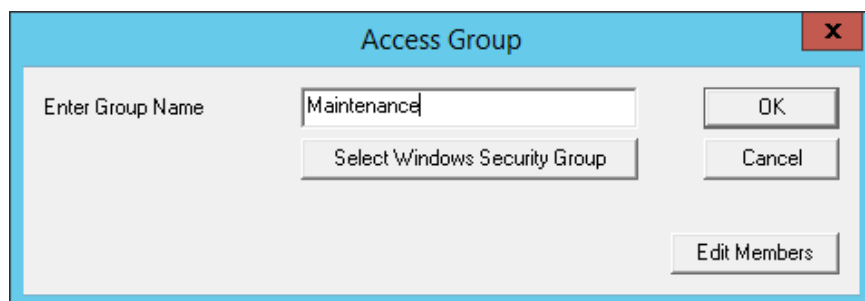 Access Group
x
Enter Group Name Maintenance OK
Select Windows Security Group Cancel
Edit Members